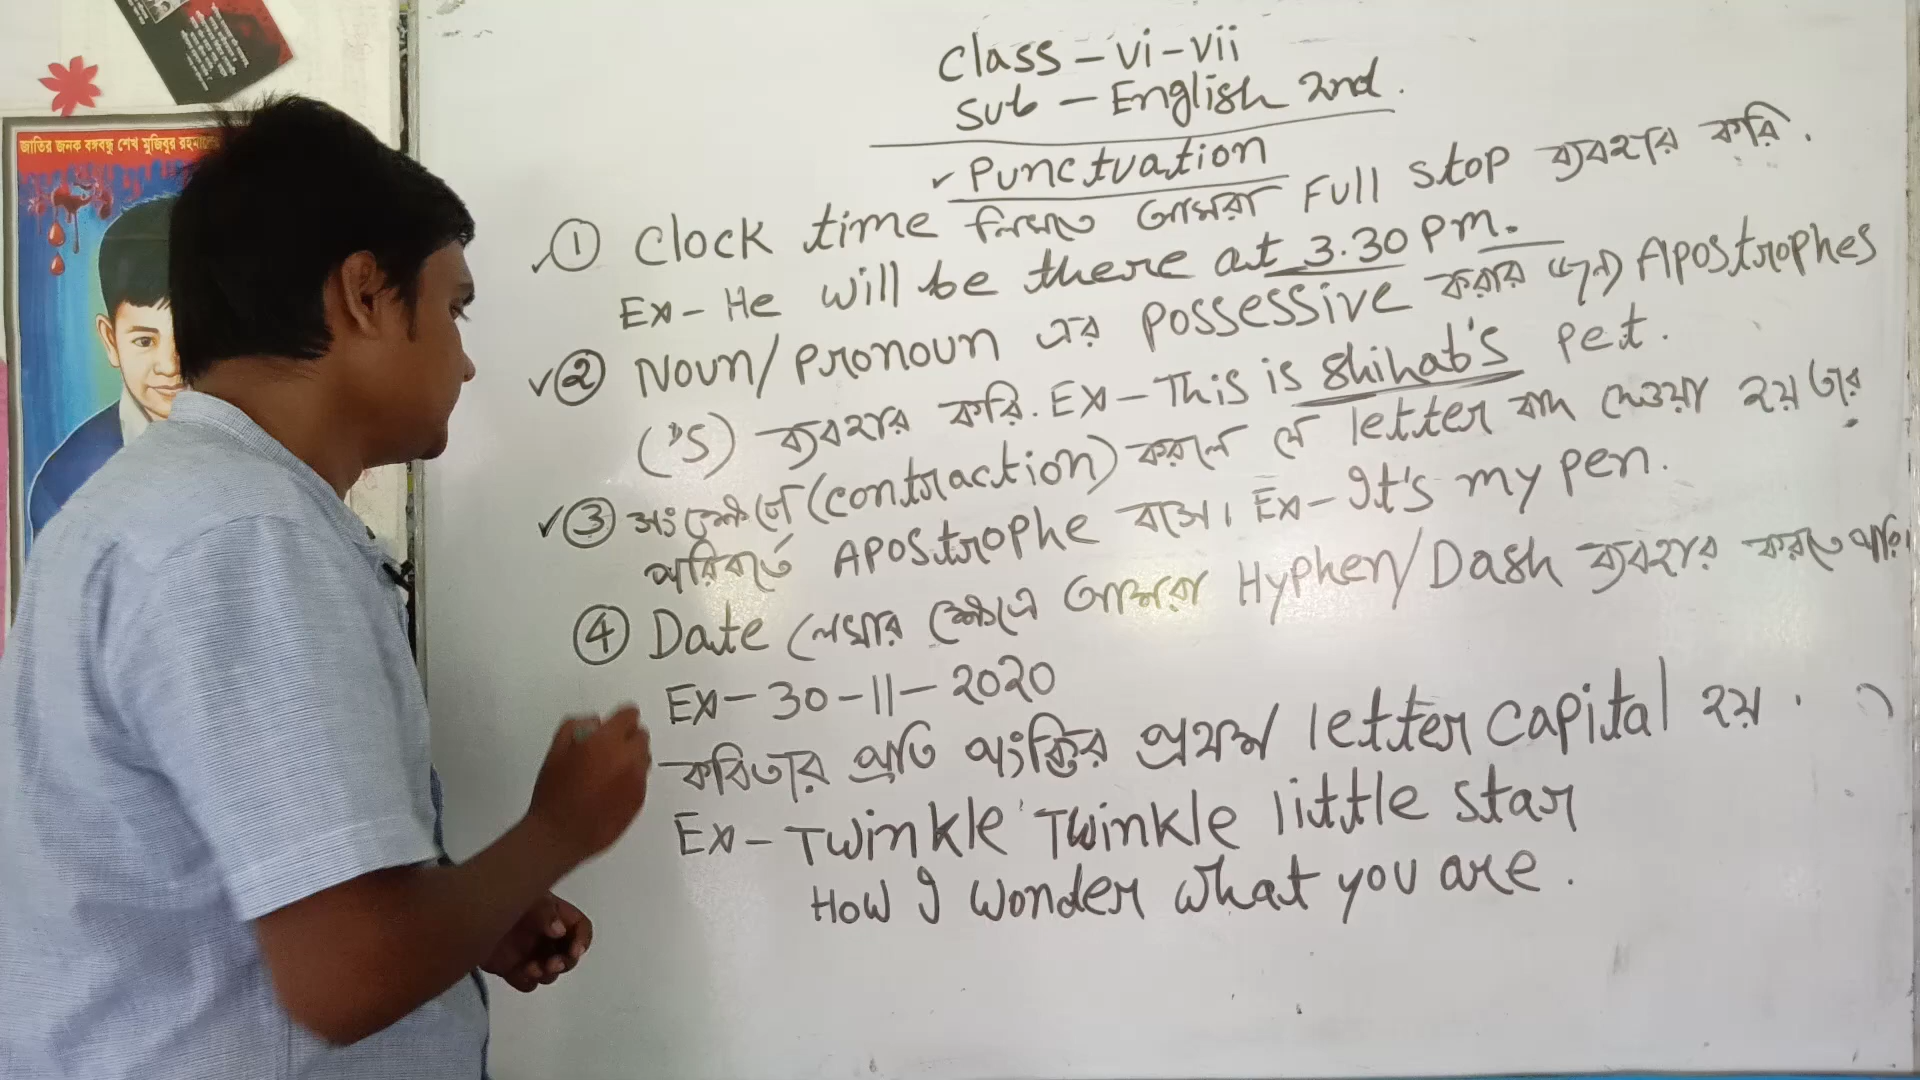 জাতির জনক বঙ্গবন্ধু শেখ মুজিবুর
Class - vi - vii
Sub - English 2nd.
Punctuation
① Clock time লিখতে আমরা Full stop ব্যবহার করি.
Ex - He will be there at 3.30 pm.
② Noun/Pronoun এর possessive করার জন্য Apostrophes
('s) ব্যবহার করি. Ex - This is Shihab's pet.
③ সংক্ষেপে (contraction) করলে যে letter বাদ দেওয়া হয় তার
পরিবর্তে Apostrophe বসে। Ex - It's my pen.
④ Date লেখার ক্ষেত্রে আমরা Hyphen/Dash ব্যবহার করতে পারি।
Ex - 30 - 11 - 2020
কবিতার প্রতি পংক্তির প্রথম letter capital হয়.
Ex - Twinkle Twinkle little star
How I wonder what you are.